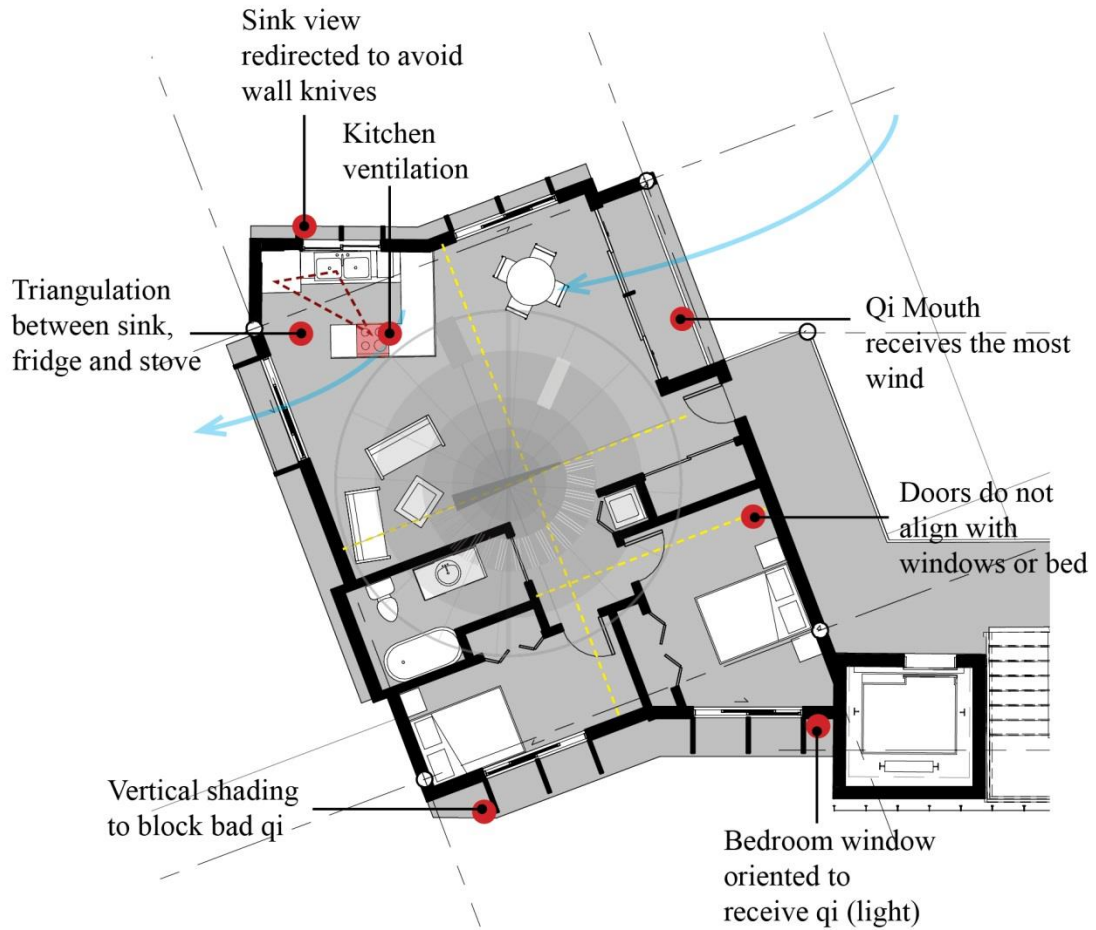 Sink view
redirected to avoid
wall knives
Kitchen
ventilation
Triangulation
between sink,
fridge and stove
Qi Mouth
receives the most
wind
Doors do not
align with
windows or bed
Vertical shading
to block bad qi
Bedroom window
oriented to
receive qi (light)